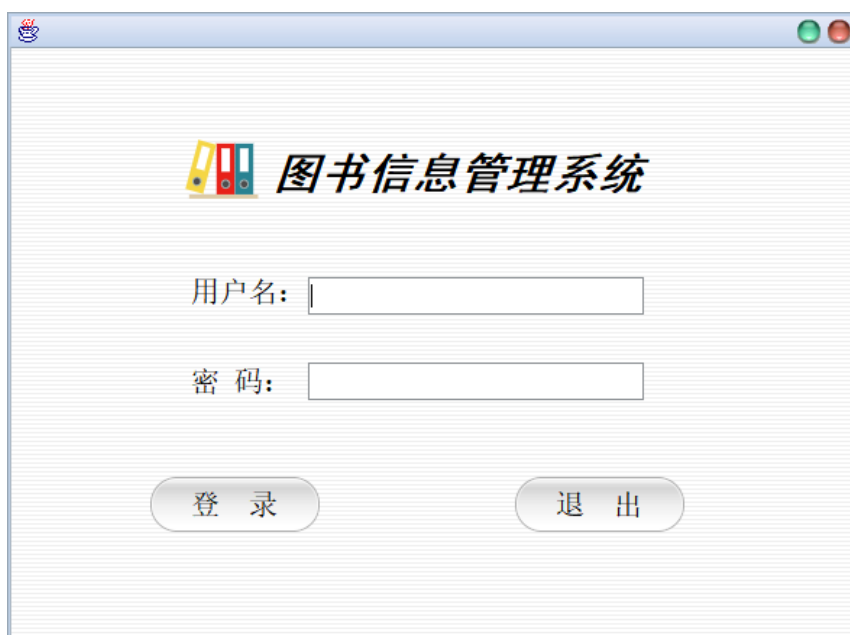 图书信息管理系统
用户名：
密 码：
登 录
退 出